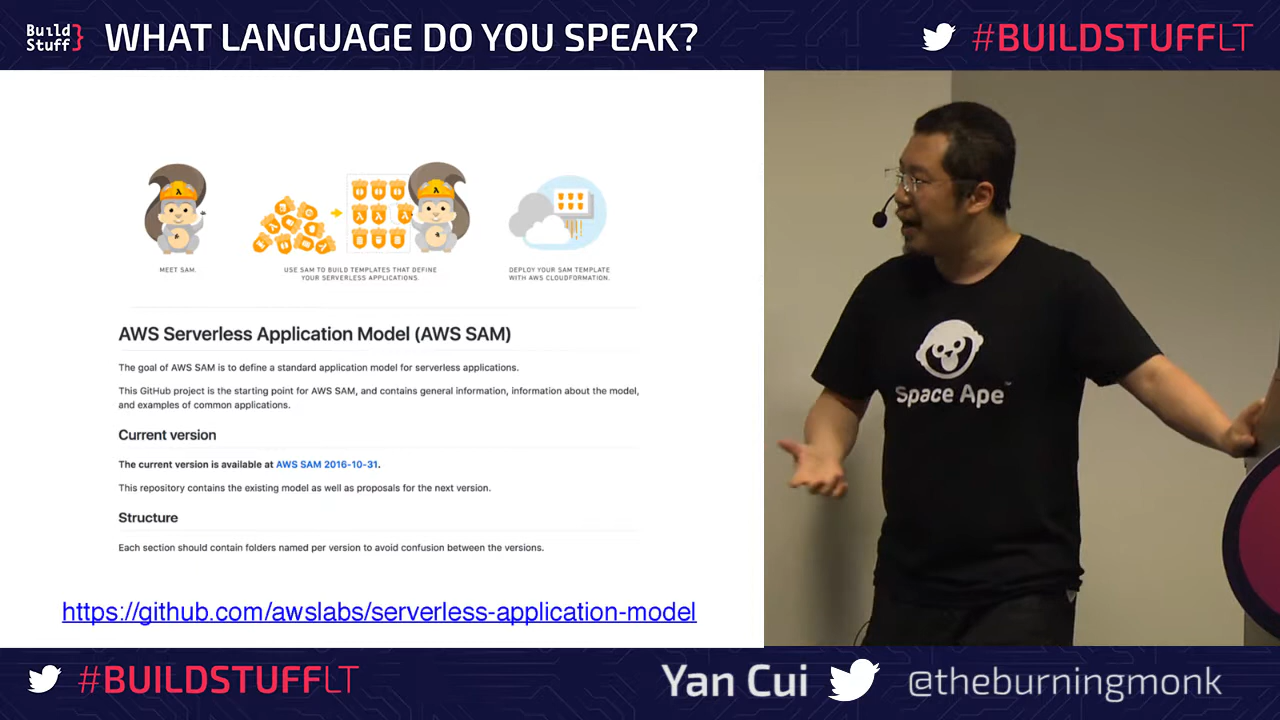 Build
Stuff}
WHAT LANGUAGE DO YOU SPEAK?
#BUILDSTUFFLT
MEET SAM.
USE SAM TO BUILD TEMPLATES THAT DEFINE
YOUR SERVERLESS APPLICATIONS.
DEPLOY YOUR SAM TEMPLATE
WITH AWS CLOUDFORMATION.
AWS Serverless Application Model (AWS SAM)
The goal of AWS SAM is to define a standard application model for serverless applications.
This GitHub project is the starting point for AWS SAM, and contains general information, information about the model,
and examples of common applications.
Current version
The current version is available at AWS SAM 2016-10-31.
This repository contains the existing model as well as proposals for the next version.
Structure
Each section should contain folders named per version to avoid confusion between the versions.
https://github.com/awslabs/serverless-application-model
Space Ape
#BUILDSTUFFLT
Yan Cui
@theburningmonk